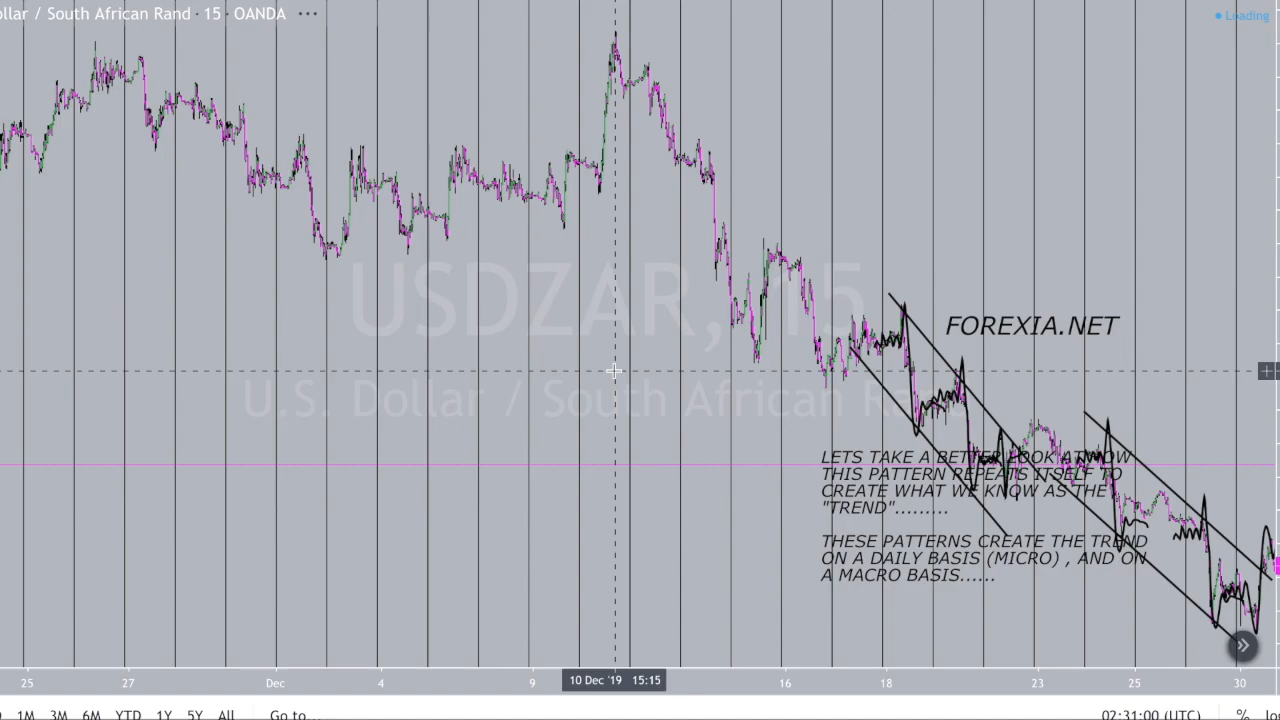 ollar / South African Rand · 15 · OANDA ···
Loading
USDZAR, 15
U.S. Dollar / South African Rand
FOREXIA.NET
LETS TAKE A BETTER LOOK AT HOW
THIS PATTERN REPEATS ITSELF TO
CREATE WHAT WE KNOW AS THE
"TREND".........
THESE PATTERNS CREATE THE TREND
ON A DAILY BASIS (MICRO) , AND ON
A MACRO BASIS......
25 27 Dec 4 9 10 Dec '19 15:15 16 18 23 25 30
1M 3M 6M YTD 1Y 5Y All Go to... 02:31:00 (UTC) %